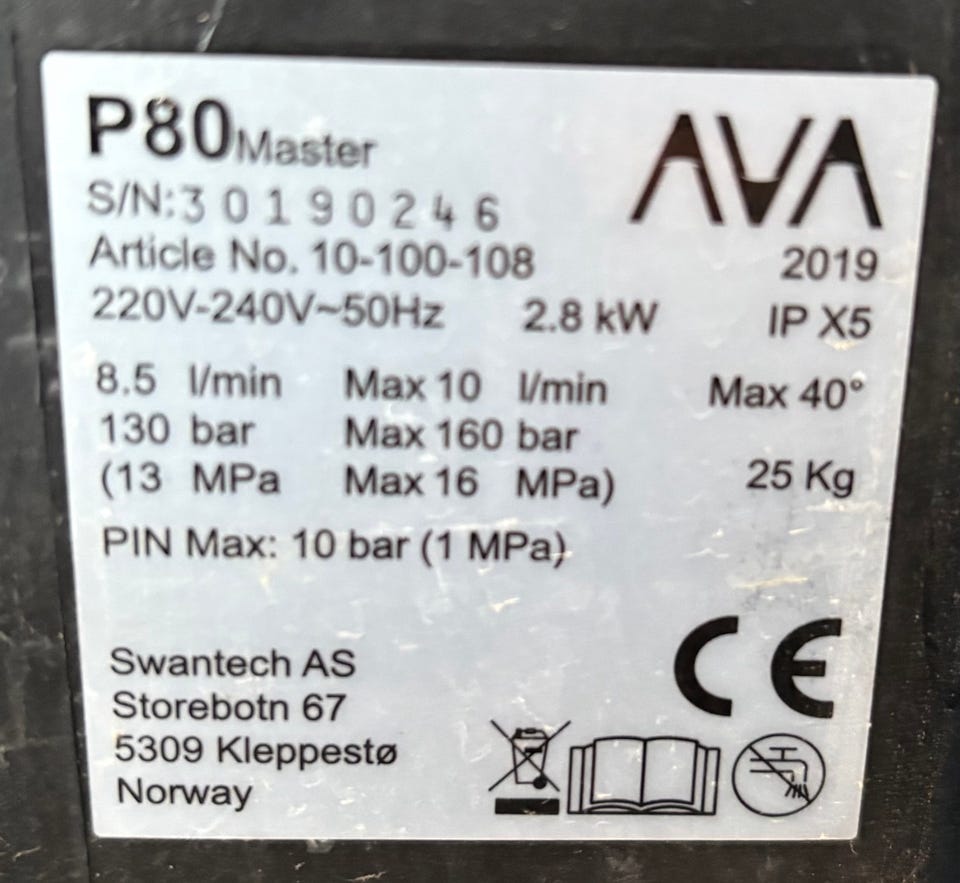 P80Master AVA
S/N:30190246
Article No. 10-100-108 2019
220V-240V~50Hz 2.8 kW IP X5
8.5 l/min Max 10 l/min Max 40°
130 bar Max 160 bar
(13 MPa Max 16 MPa) 25 Kg
PIN Max: 10 bar (1 MPa)
CE
Swantech AS
Storebotn 67
5309 Kleppestø
Norway